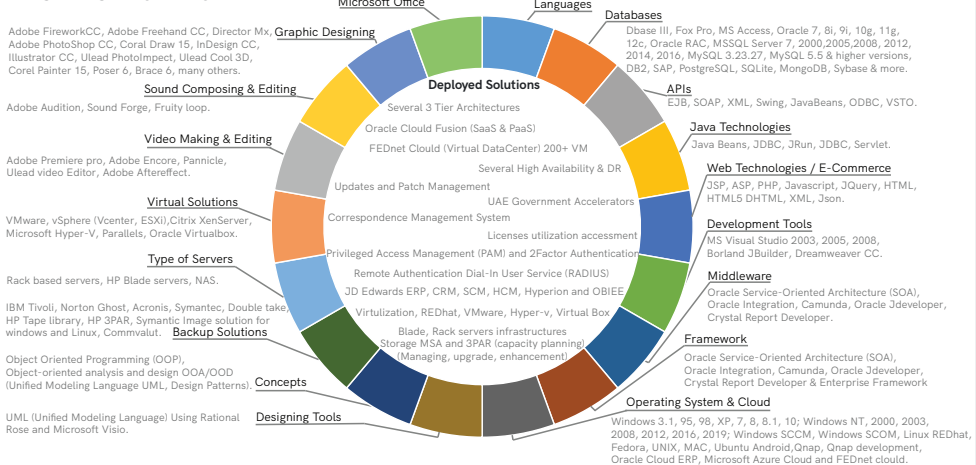 Microsoft Office
Languages
Databases
Dbase III, Fox Pro, MS Access, Oracle 7, 8i, 9i, 10g, 11g,
12c, Oracle RAC, MSSQL Server 7, 2000,2005,2008, 2012,
2014, 2016, MySQL 3.23.27, MySQL 5.5 & higher versions,
DB2, SAP, PostgreSQL, SQLite, MongoDB, Sybase & more.
APIs
EJB, SOAP, XML, Swing, JavaBeans, ODBC, VSTO.
Java Technologies
Java Beans, JDBC, JRun, JDBC, Servlet.
Web Technologies / E-Commerce
JSP, ASP, PHP, Javascript, JQuery, HTML,
HTML5 DHTML, XML, Json.
Development Tools
MS Visual Studio 2003, 2005, 2008,
Borland JBuilder, Dreamweaver CC.
Middleware
Oracle Service-Oriented Architecture (SOA),
Oracle Integration, Camunda, Oracle Jdeveloper,
Crystal Report Developer.
Framework
Oracle Service-Oriented Architecture (SOA),
Oracle Integration, Camunda, Oracle Jdeveloper,
Crystal Report Developer & Enterprise Framework
Operating System & Cloud
Windows 3.1, 95, 98, XP, 7, 8, 8.1, 10; Windows NT, 2000, 2003,
2008, 2012, 2016, 2019; Windows SCCM, Windows SCOM, Linux REDhat,
Fedora, UNIX, MAC, Ubuntu Android,Qnap, Qnap development,
Oracle Cloud ERP, Microsoft Azure Cloud and FEDnet clould.
Graphic Designing
Adobe FireworkCC, Adobe Freehand CC, Director Mx,
Adobe PhotoShop CC, Coral Draw 15, InDesign CC,
Illustrator CC, Ulead PhotoImpect, Ulead Cool 3D,
Corel Painter 15, Poser 6, Brace 6, many others.
Sound Composing & Editing
Adobe Audition, Sound Forge, Fruity loop.
Video Making & Editing
Adobe Premiere pro, Adobe Encore, Pannicle,
Ulead video Editor, Adobe Aftereffect.
Virtual Solutions
VMware, vSphere (Vcenter, ESXi),Citrix XenServer,
Microsoft Hyper-V, Parallels, Oracle Virtualbox.
Type of Servers
Rack based servers, HP Blade servers, NAS.
IBM Tivoli, Norton Ghost, Acronis, Symantec, Double take,
HP Tape library, HP 3PAR, Symantic Image solution for
windows and Linux, Commvalut.
Backup Solutions
Object Oriented Programming (OOP),
Object-oriented analysis and design OOA/OOD
(Unified Modeling Language UML, Design Patterns).
Concepts
Designing Tools
UML (Unified Modeling Language) Using Rational
Rose and Microsoft Visio.
Deployed Solutions
Several 3 Tier Architectures
Oracle Clould Fusion (SaaS & PaaS)
FEDnet Clould (Virtual DataCenter) 200+ VM
Several High Availability & DR
Updates and Patch Management
UAE Government Accelerators
Correspondence Management System
Licenses utilization accessment
Privileged Access Management (PAM) and 2Factor Authentication
Remote Authentication Dial-In User Service (RADIUS)
JD Edwards ERP, CRM, SCM, HCM, Hyperion and OBIEE
Virtulization, REDhat, VMware, Hyper-v, Virtual Box
Blade, Rack servers infrastructures
Storage MSA and 3PAR (capacity planning)
(Managing, upgrade, enhancement)